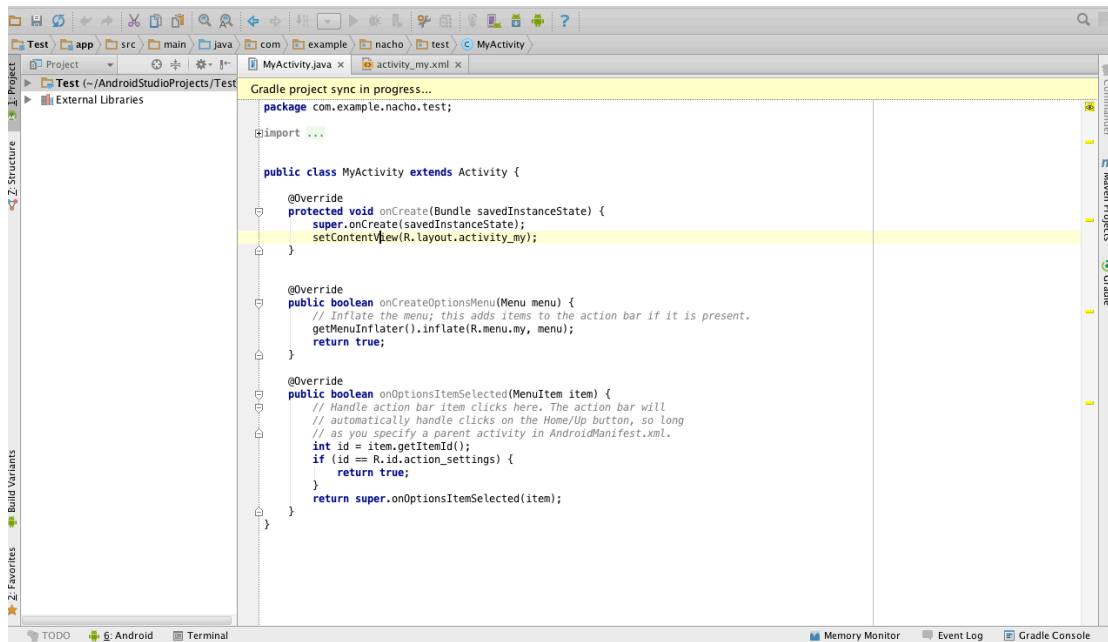 Test app src main java com example nacho test MyActivity
Project
MyActivity.java
activity_my.xml
1: Project
Test (~/AndroidStudioProjects/Test
External Libraries
Gradle project sync in progress...
package com.example.nacho.test;
import ...
public class MyActivity extends Activity {
@Override
protected void onCreate(Bundle savedInstanceState) {
super.onCreate(savedInstanceState);
setContentView(R.layout.activity_my);
}
@Override
public boolean onCreateOptionsMenu(Menu menu) {
// Inflate the menu; this adds items to the action bar if it is present.
getMenuInflater().inflate(R.menu.my, menu);
return true;
}
@Override
public boolean onOptionsItemSelected(MenuItem item) {
// Handle action bar item clicks here. The action bar will
// automatically handle clicks on the Home/Up button, so long
// as you specify a parent activity in AndroidManifest.xml.
int id = item.getItemId();
if (id == R.id.action_settings) {
return true;
}
return super.onOptionsItemSelected(item);
}
}
Z: Structure
Build Variants
2: Favorites
Commander
Maven Projects
Gradle
TODO
6: Android
Terminal
Memory Monitor
Event Log
Gradle Console